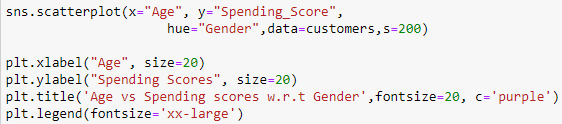 sns.scatterplot(x="Age", y="Spending_Score",
                hue="Gender",data=customers,s=200)

plt.xlabel("Age", size=20)
plt.ylabel("Spending Scores", size=20)
plt.title('Age vs Spending scores w.r.t Gender',fontsize=20, c='purple')
plt.legend(fontsize='xx-large')